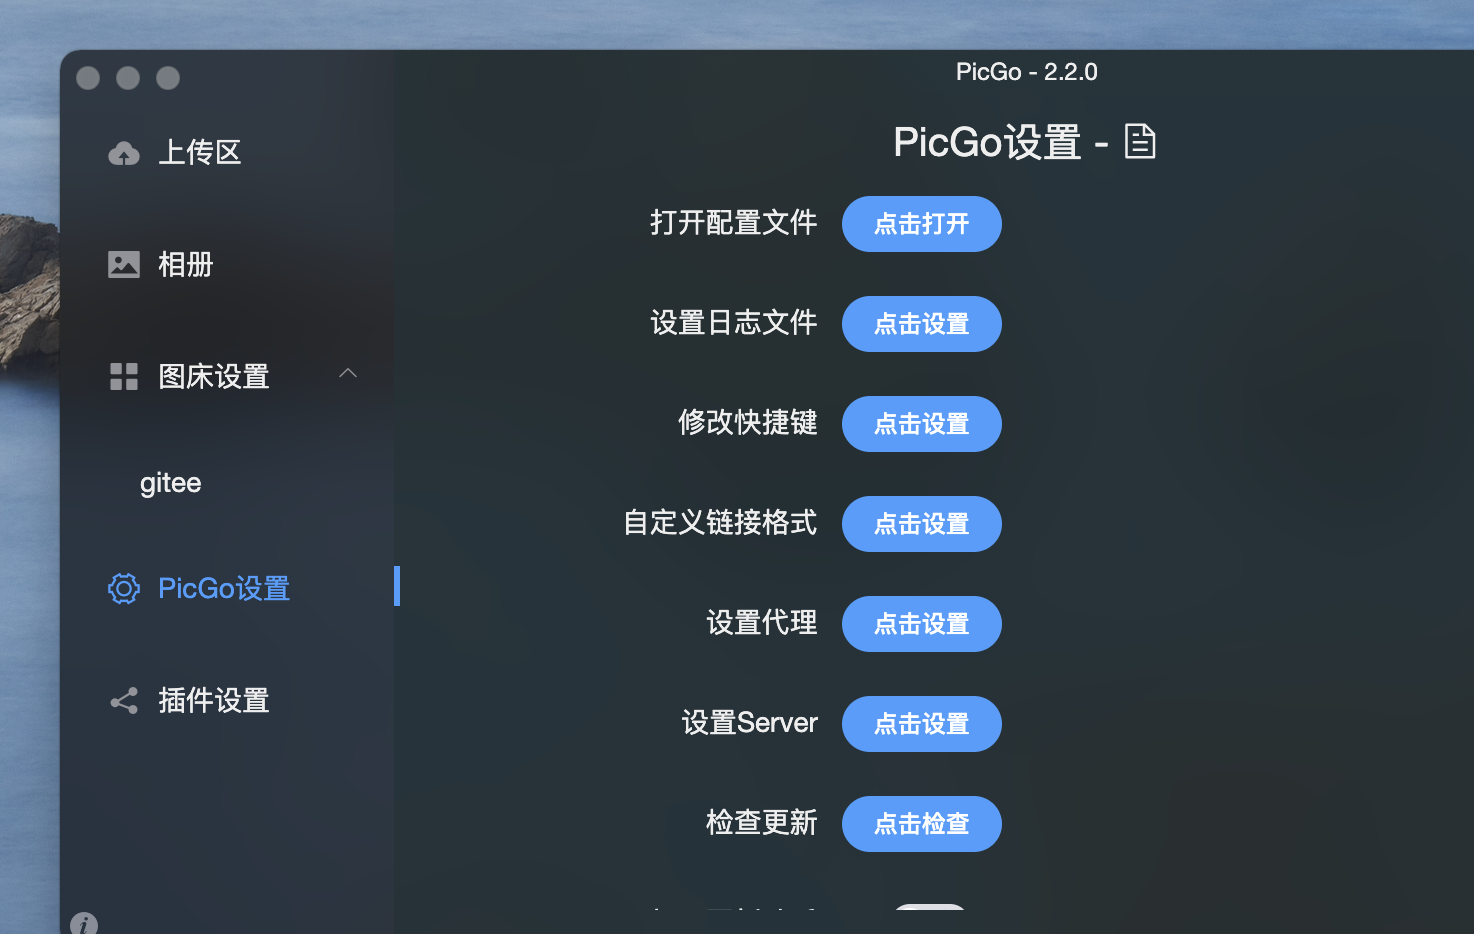 PicGo - 2.2.0
上传区
相册
图床设置
gitee
PicGo设置
插件设置
PicGo设置 -
打开配置文件 点击打开
设置日志文件 点击设置
修改快捷键 点击设置
自定义链接格式 点击设置
设置代理 点击设置
设置Server 点击设置
检查更新 点击检查